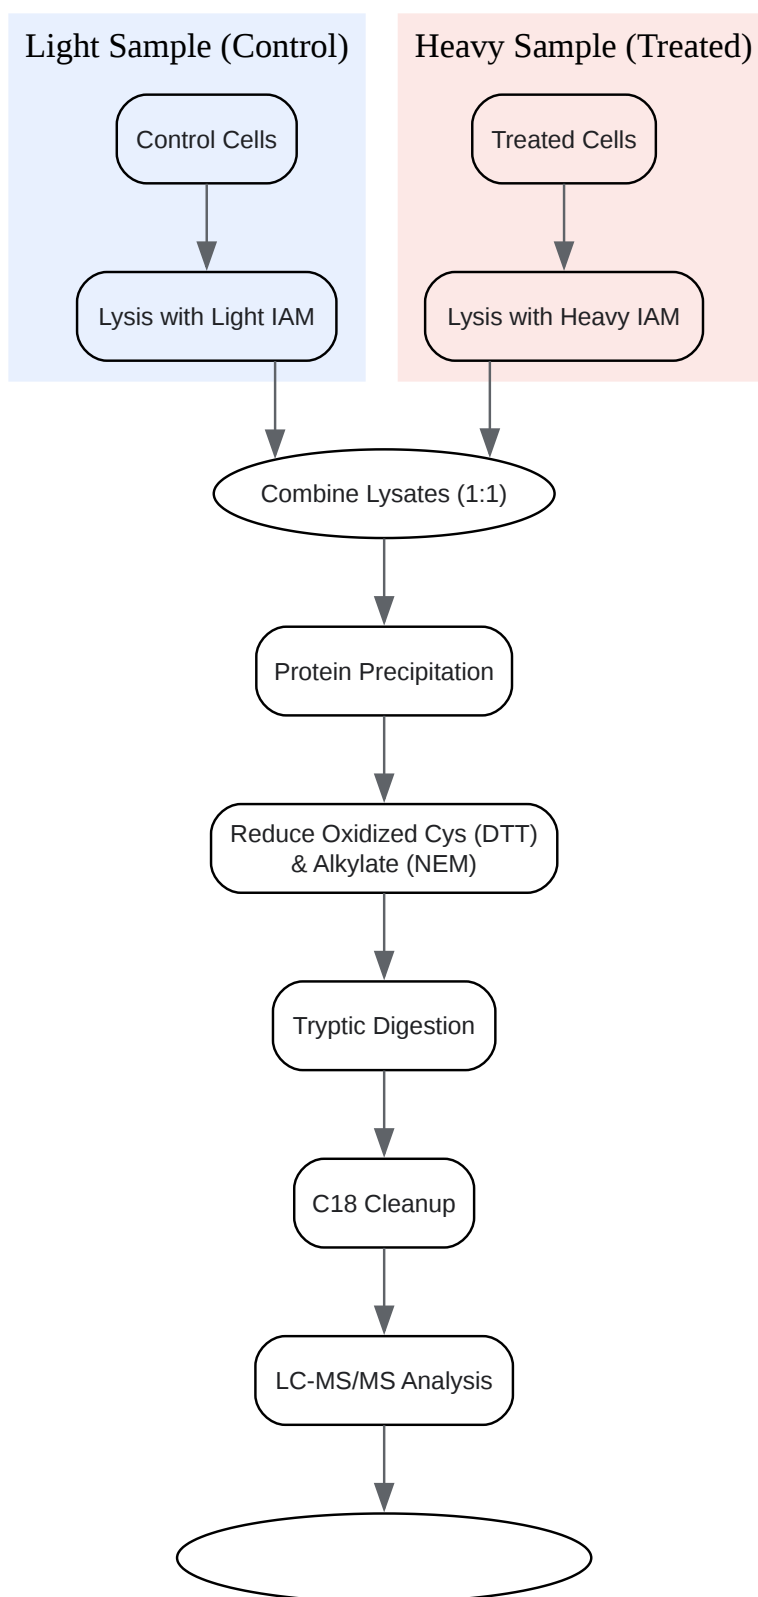 Light Sample (Control)
Heavy Sample (Treated)
Control Cells
Treated Cells
Lysis with Light IAM
Lysis with Heavy IAM
Combine Lysates (1:1)
Protein Precipitation
Reduce Oxidized Cys (DTT)
& Alkylate (NEM)
Tryptic Digestion
C18 Cleanup
LC-MS/MS Analysis